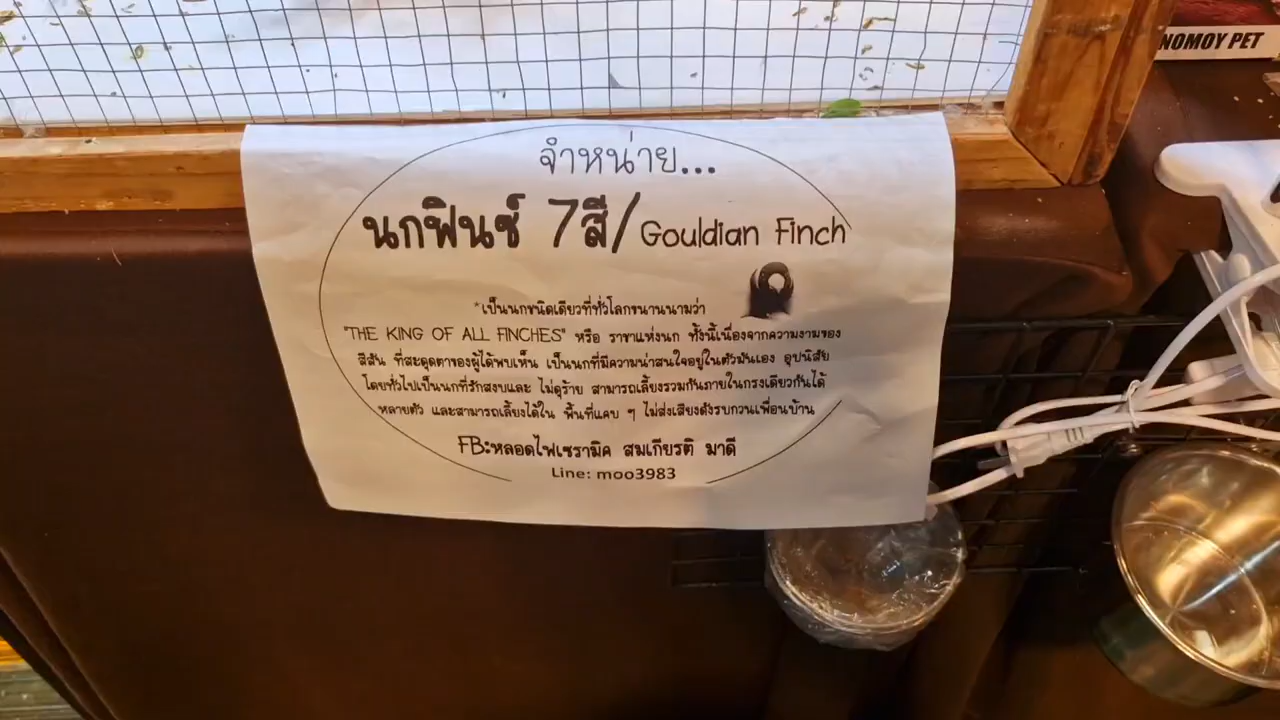 NOMOY PET
จำหน่าย...
นกฟินซ์ 7สี/Gouldian Finch
*เป็นนกชนิดเดียวที่ทั่วโลกขนานนามว่า
"THE KING OF ALL FINCHES" หรือ ราชาแห่งนก ทั้งนี้เนื่องจากความงามของ
สีสัน ที่สะดุดตาของผู้ได้พบเห็น เป็นนกที่มีความน่าสนใจอยู่ในตัวมันเอง อุปนิสัย
โดยทั่วไปเป็นนกที่รักสงบและ ไม่ดุร้าย สามารถเลี้ยงรวมกันภายในกรงเดียวกันได้
หลายตัว และสามารถเลี้ยงได้ใน พื้นที่แคบ ๆ ไม่ส่งเสียงดังรบกวนเพื่อนบ้าน
FB:หลอดไฟเซรามิค สมเกียรติ มาดี
Line: moo3983